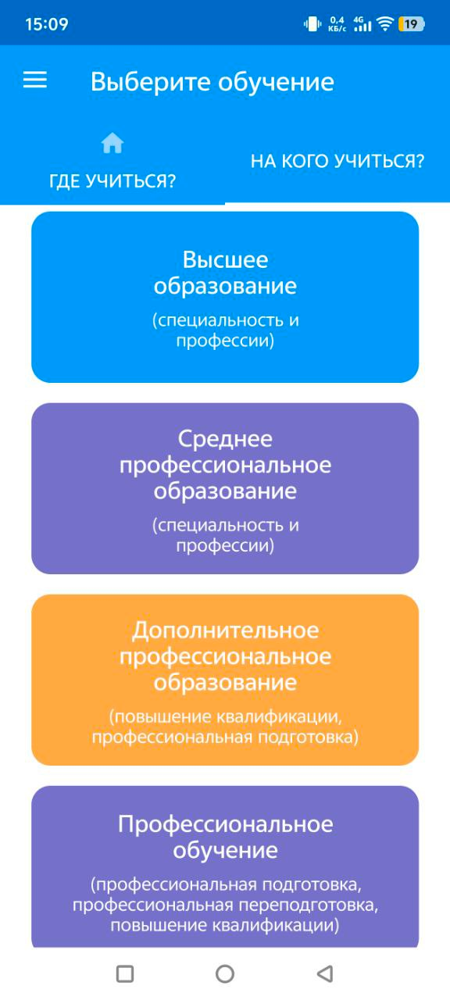 15:09
0,4
КБ/с
4G
19
Выберите обучение
ГДЕ УЧИТЬСЯ?
НА КОГО УЧИТЬСЯ?
Высшее
образование
(специальность и
профессии)
Среднее
профессиональное
образование
(специальность и
профессии)
Дополнительное
профессиональное
образование
(повышение квалификации,
профессиональная подготовка)
Профессиональное
обучение
(профессиональная подготовка,
профессиональная переподготовка,
повышение квалификации)